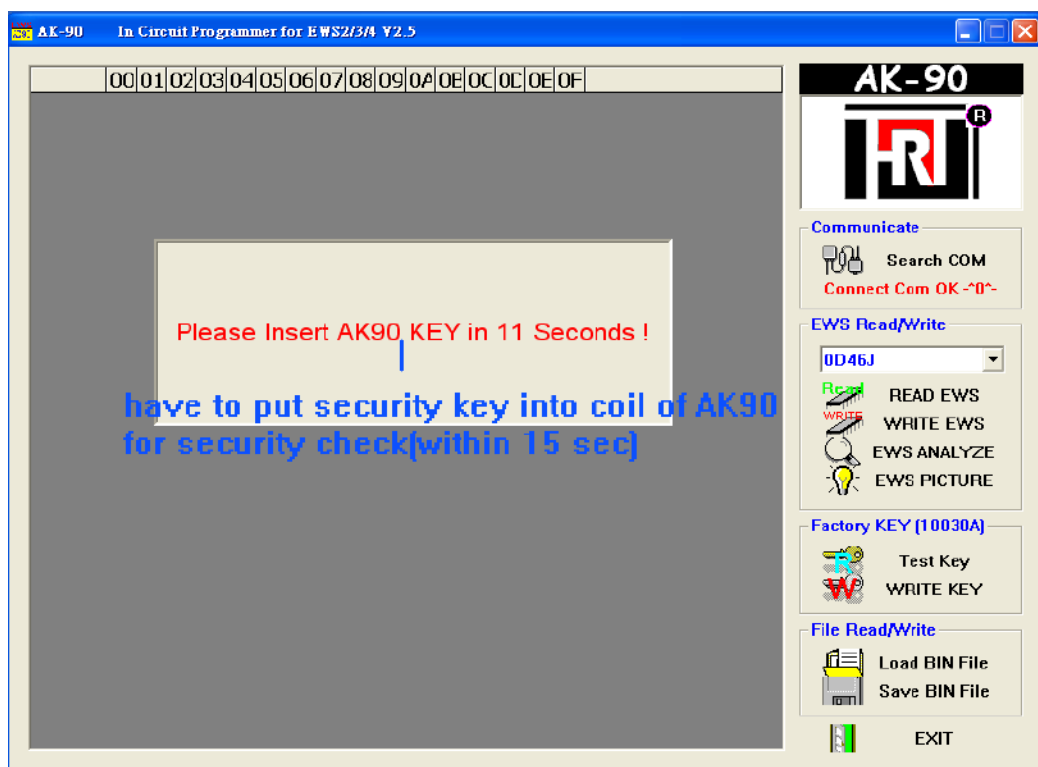 AK-90 In Circuit Programmer for EWS2/3/4 V2.5
00 01 02 03 04 05 06 07 08 09 0A 0B 0C 0D 0E 0F
Please Insert AK90 KEY in 11 Seconds !
have to put security key into coil of AK90
for security check(within 15 sec)
AK-90
HRT
R
Communicate
Search COM
Connect Com OK -^0^-
EWS Read/Write
0D46J
Read
READ EWS
WRITE
WRITE EWS
EWS ANALYZE
EWS PICTURE
Factory KEY (10030A)
R
Test Key
W
WRITE KEY
File Read/Write
Load BIN File
Save BIN File
EXIT